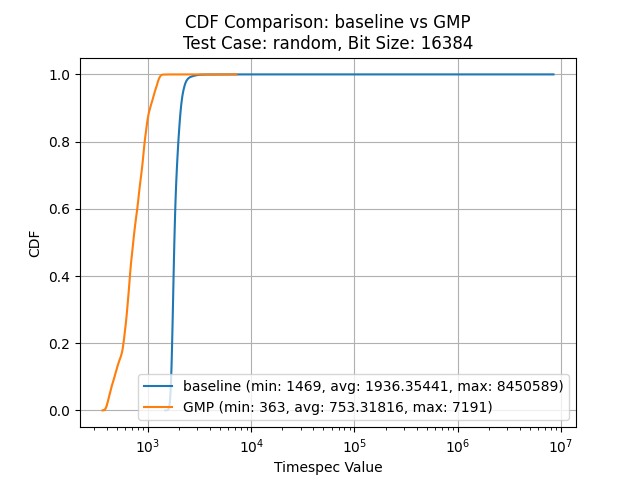 CDF Comparison: baseline vs GMP
Test Case: random, Bit Size: 16384
CDF
1.0
0.8
0.6
0.4
0.2
0.0
baseline (min: 1469, avg: 1936.35441, max: 8450589)
GMP (min: 363, avg: 753.31816, max: 7191)
10³ 10⁴ 10⁵ 10⁶ 10⁷
Timespec Value